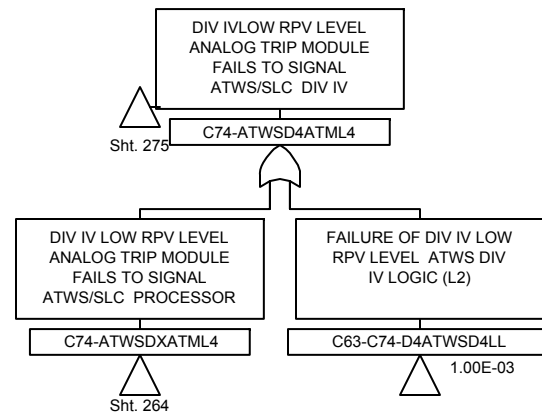 DIV IVLOW RPV LEVEL
ANALOG TRIP MODULE
FAILS TO SIGNAL
ATWS/SLC DIV IV
C74-ATWSD4ATML4
Sht. 275
DIV IV LOW RPV LEVEL
ANALOG TRIP MODULE
FAILS TO SIGNAL
ATWS/SLC PROCESSOR
C74-ATWSDXATML4
Sht. 264
FAILURE OF DIV IV LOW
RPV LEVEL ATWS DIV
IV LOGIC (L2)
C63-C74-D4ATWSD4LL
1.00E-03